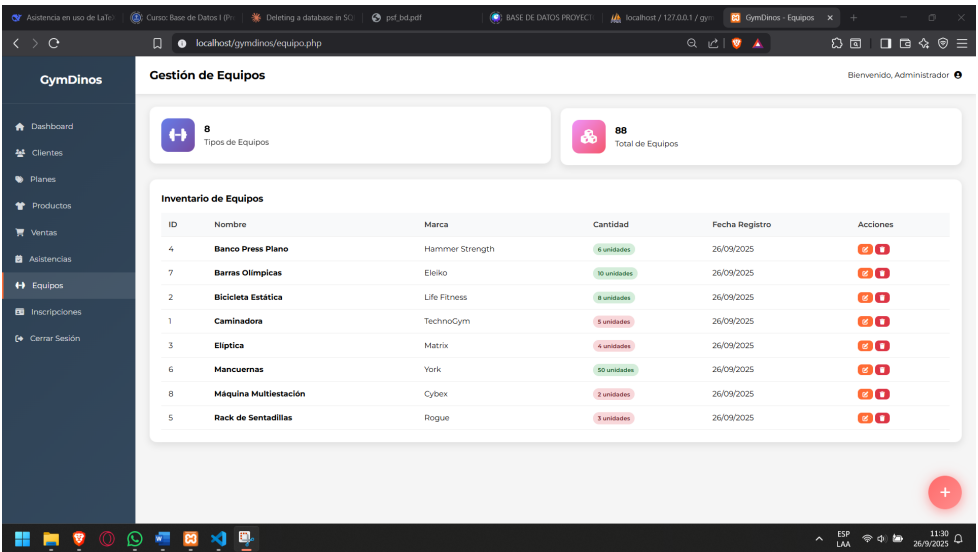 Asistencia en uso de LaTeX
Curso: Base de Datos I (Pr
Deleting a database in SQ
psf_bd.pdf
BASE DE DATOS PROYECT
localhost / 127.0.0.1 / gym
GymDinos - Equipos
localhost/gymdinos/equipo.php
GymDinos
Gestión de Equipos
Bienvenido, Administrador
Dashboard
Clientes
Planes
Productos
Ventas
Asistencias
Equipos
Inscripciones
Cerrar Sesión
8
Tipos de Equipos
88
Total de Equipos
Inventario de Equipos
ID Nombre Marca Cantidad Fecha Registro Acciones
4 Banco Press Plano Hammer Strength 6 unidades 26/09/2025
7 Barras Olímpicas Eleiko 10 unidades 26/09/2025
2 Bicicleta Estática Life Fitness 8 unidades 26/09/2025
1 Caminadora TechnoGym 5 unidades 26/09/2025
3 Elíptica Matrix 4 unidades 26/09/2025
6 Mancuernas York 50 unidades 26/09/2025
8 Máquina Multiestación Cybex 2 unidades 26/09/2025
5 Rack de Sentadillas Rogue 3 unidades 26/09/2025
ESP
LAA
11:30
26/9/2025